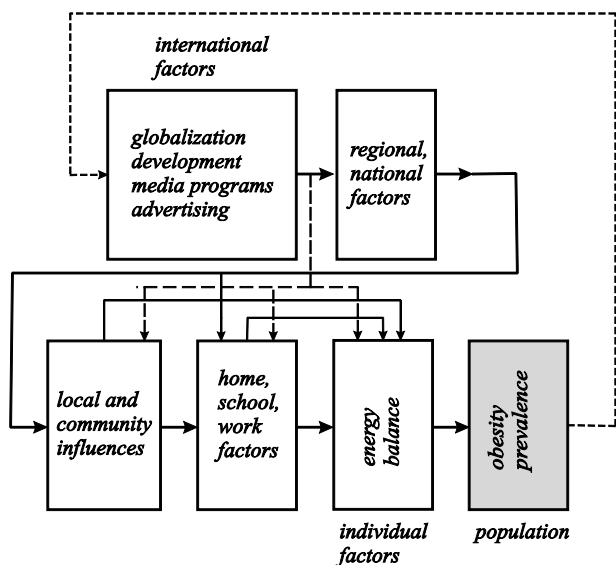 international
factors
globalization
development
media programs
advertising
regional,
national
factors
local and
community
influences
home,
school,
work
factors
energy
balance
obesity
prevalence
individual
factors
population